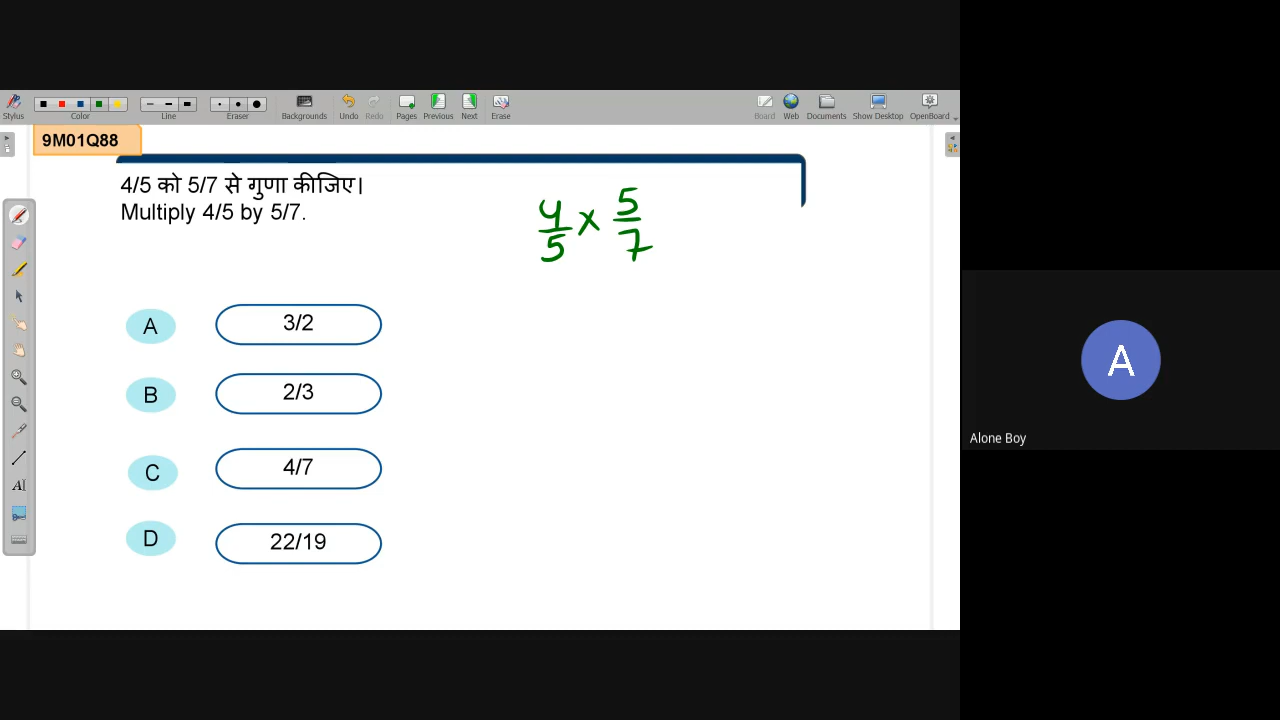 Stylus
Color
Line
Eraser
Backgrounds
Undo
Redo
Pages
Previous
Next
Erase
Board
Web
Documents
Show Desktop
OpenBoard
9M01Q88
4/5 को 5/7 से गुणा कीजिए।
Multiply 4/5 by 5/7.
4/5 x 5/7
A 3/2
B 2/3
C 4/7
D 22/19
AI
A
Alone Boy